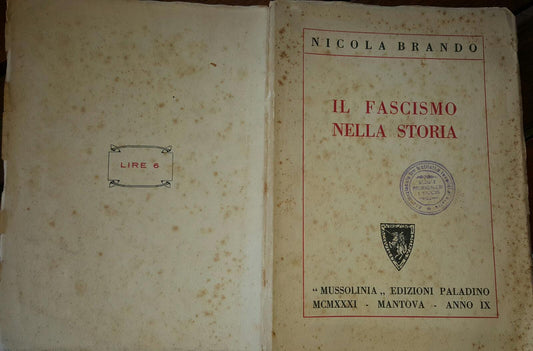 LIRE 6
NICOLA BRANDO
IL FASCISMO
NELLA STORIA
" MUSSOLINIA „ EDIZIONI PALADINO
MCMXXXI - MANTOVA - ANNO IX